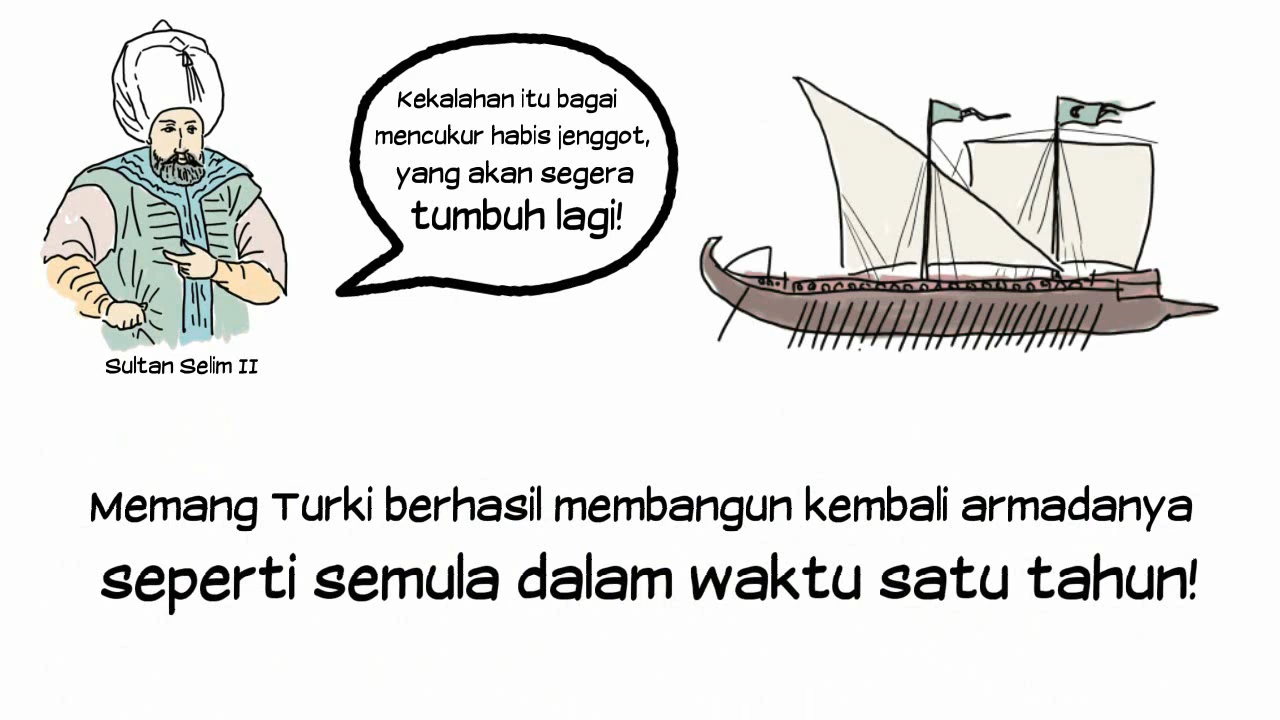 Kekalahan itu bagai
mencukur habis jenggot,
yang akan segera
tumbuh lagi!
Sultan Selim II
Memang Turki berhasil membangun kembali armadanya
seperti semula dalam waktu satu tahun!